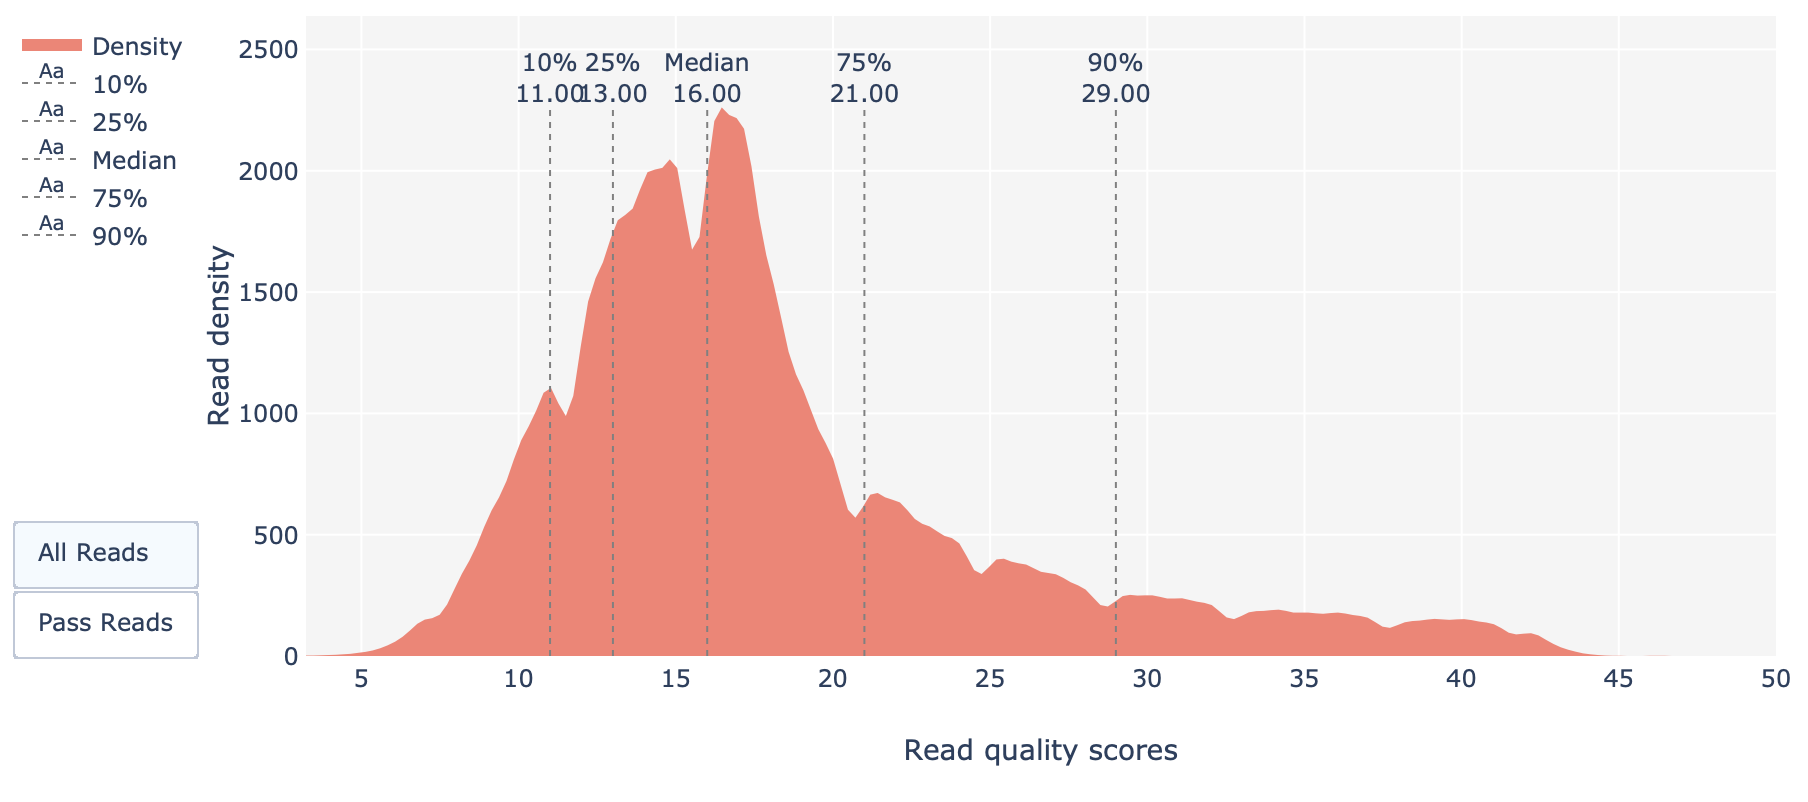 Density
Aa
10%
Aa
25%
Aa
Median
Aa
75%
Aa
90%
All Reads
Pass Reads
Read density
2500
2000
1500
1000
500
0
10% 25% Median 75% 90%
11.00 13.00 16.00 21.00 29.00
5 10 15 20 25 30 35 40 45 50
Read quality scores